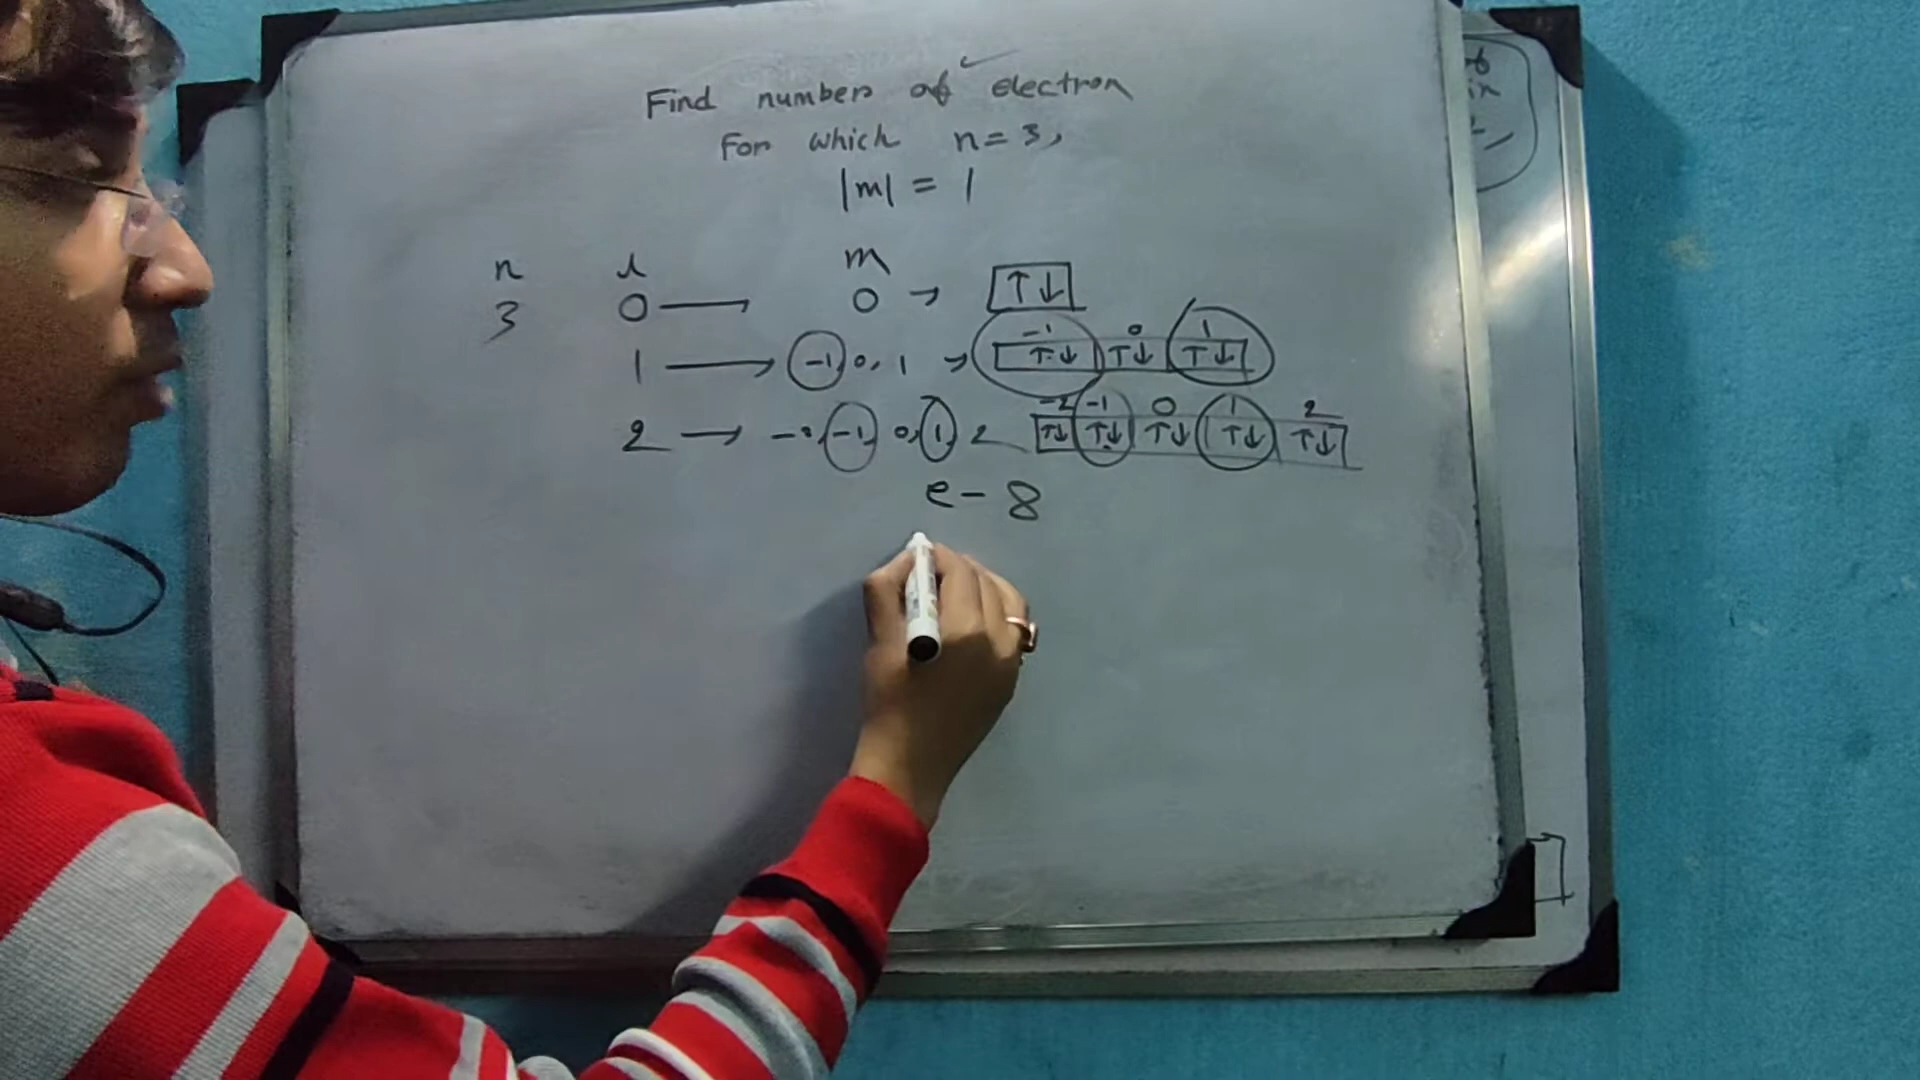 Find number of electron
For which n=3,
|m| = 1
n l m
3 0 ⟶ 0 → ↑↓
-1 0 1
1 ⟶ -1, 0, 1 → ↑↓ ↑↓ ↑↓
-2 -1 0 1 2
2 → -2, -1, 0, 1, 2 ↑↓ ↑↓ ↑↓ ↑↓ ↑↓
e - 8